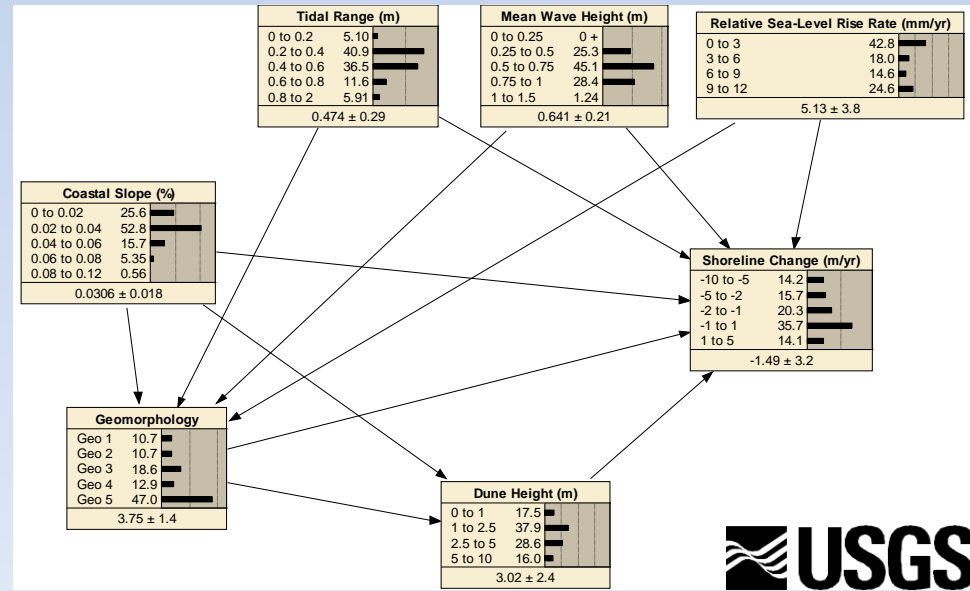 Tidal Range (m)
0 to 0.2 5.10
0.2 to 0.4 40.9
0.4 to 0.6 36.5
0.6 to 0.8 11.6
0.8 to 2 5.91
0.474 ± 0.29
Mean Wave Height (m)
0 to 0.25 0 +
0.25 to 0.5 25.3
0.5 to 0.75 45.1
0.75 to 1 28.4
1 to 1.5 1.24
0.641 ± 0.21
Relative Sea-Level Rise Rate (mm/yr)
0 to 3 42.8
3 to 6 18.0
6 to 9 14.6
9 to 12 24.6
5.13 ± 3.8
Coastal Slope (%)
0 to 0.02 25.6
0.02 to 0.04 52.8
0.04 to 0.06 15.7
0.06 to 0.08 5.35
0.08 to 0.12 0.56
0.0306 ± 0.018
Shoreline Change (m/yr)
-10 to -5 14.2
-5 to -2 15.7
-2 to -1 20.3
-1 to 1 35.7
1 to 5 14.1
-1.49 ± 3.2
Geomorphology
Geo 1 10.7
Geo 2 10.7
Geo 3 18.6
Geo 4 12.9
Geo 5 47.0
3.75 ± 1.4
Dune Height (m)
0 to 1 17.5
1 to 2.5 37.9
2.5 to 5 28.6
5 to 10 16.0
3.02 ± 2.4
USGS